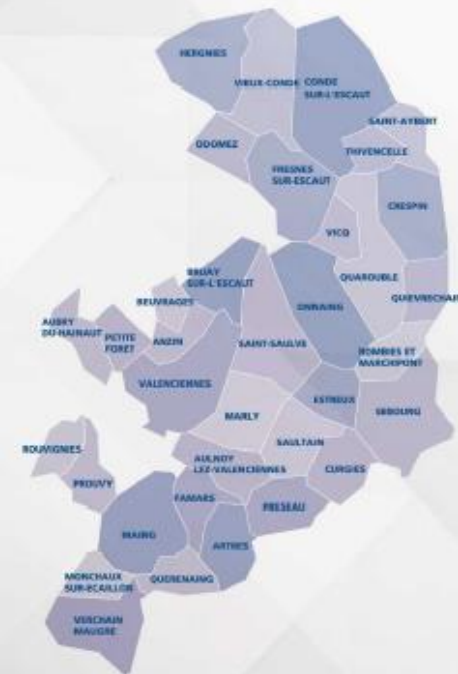 HERGNIES
VIEUX-CONDE
CONDE
SUR-L'ESCAUT
SAINT-AYBERT
ODOMEZ
THIVENCELLE
FRESNES
SUR-ESCAUT
CRESPIN
VICQ
QUAROUBLE
BRUAY
SUR-L'ESCAUT
ONNAING
QUIEVRECHAIN
BEUVRAGES
AUBRY
DU-HAINAUT
PETITE
FORET
ANZIN
SAINT-SAULVE
ROMBIES ET
MARCHIPONT
VALENCIENNES
ESTREUX
SEBOURG
MARLY
SAULTAIN
ROUVIGNIES
AULNOY
LEZ-VALENCIENNES
CURGIES
PROUVY
FAMARS
PRESEAU
MAING
ARTRES
MONCHAUX
SUR-ECAILLON
QUERENAING
VERCHAIN
MAUGRE